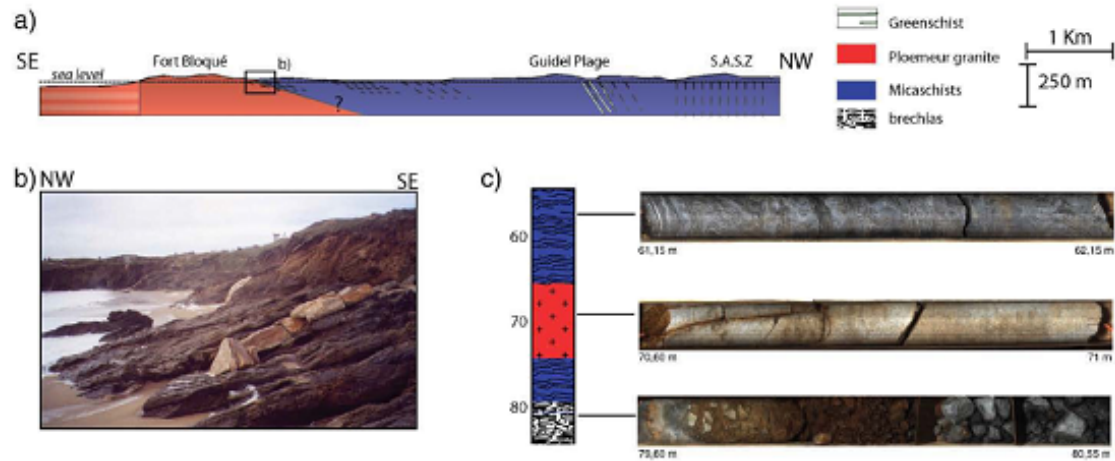 a)
SE
Fort Bloqué
b)
Guidel Plage
S.A.S.Z
NW
sea level
?
Greenschist
Ploemeur granite
Micaschists
brechlas
1 Km
250 m
b) NW
SE
c)
60
70
80
61,15 m
62,15 m
70,60 m
71 m
79,60 m
80,55 m